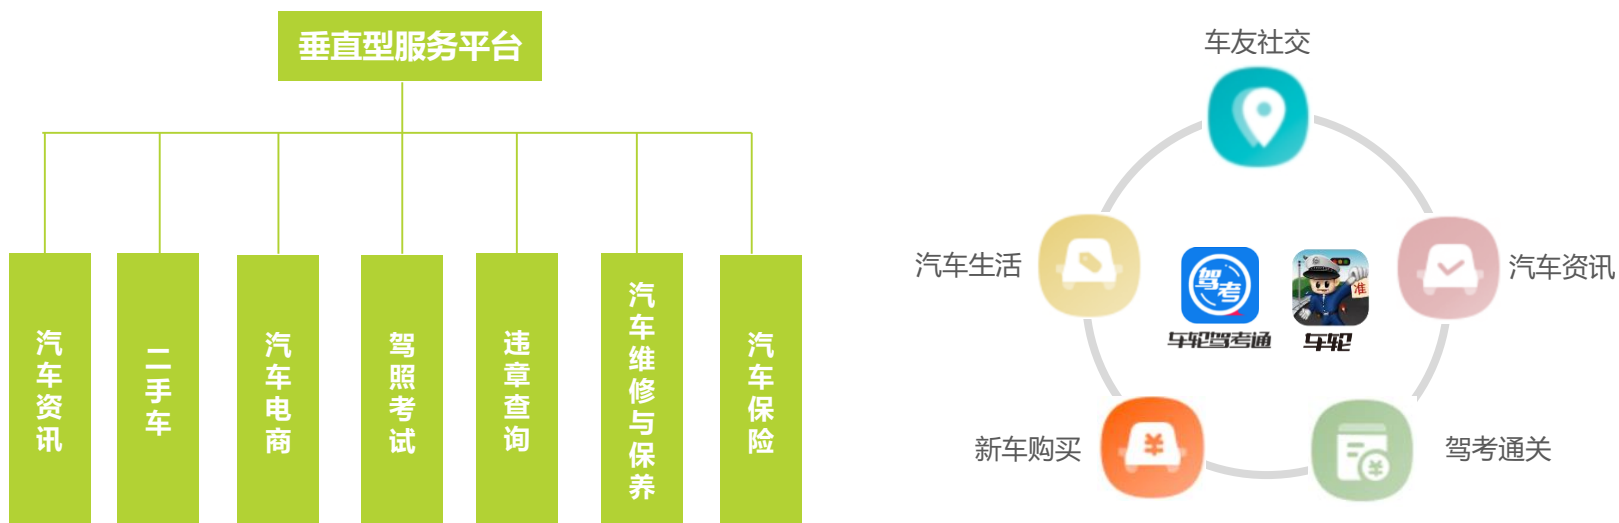 垂直型服务平台
汽车资讯
二手车
汽车电商
驾照考试
违章查询
汽车维修与保养
汽车保险
车友社交
汽车生活
汽车资讯
驾考
准
车轮驾考通
车轮
新车购买
驾考通关